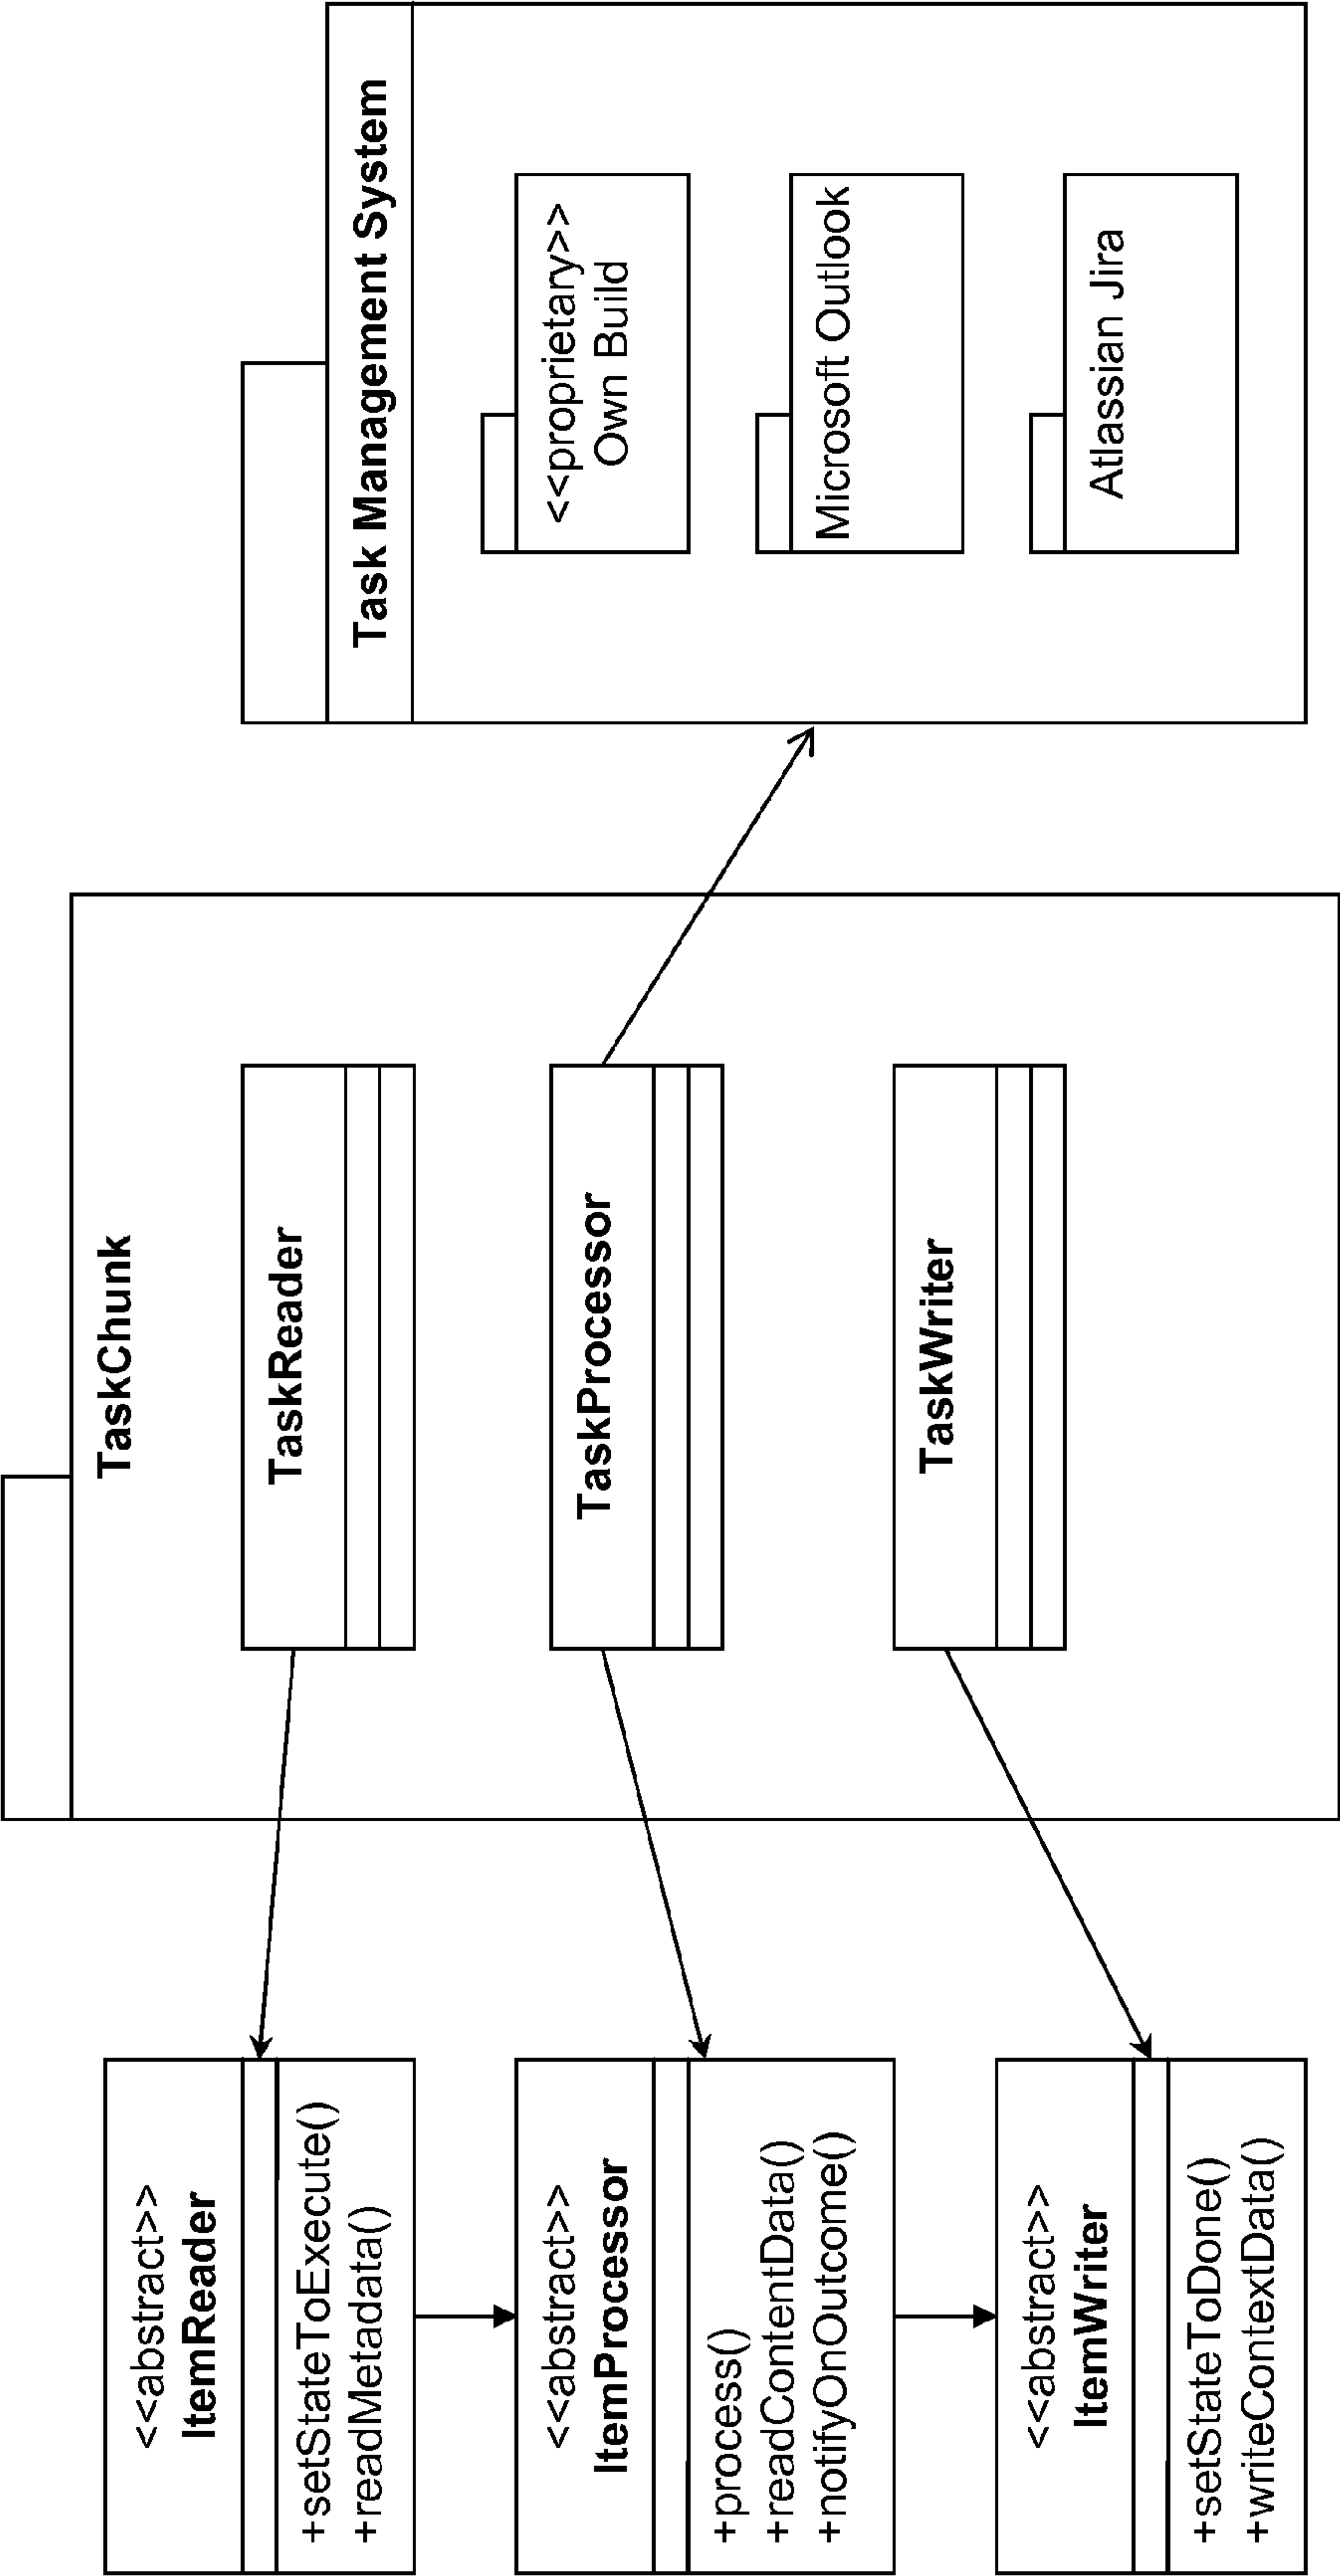 <<abstract>>
ItemReader
+setStateToExecute()
+readMetadata()
<<abstract>>
ItemProcessor
+process()
+readContentData()
+notifyOnOutcome()
<<abstract>>
ItemWriter
+setStateToDone()
+writeContextData()
TaskChunk
TaskReader
TaskProcessor
TaskWriter
Task Management System
<<proprietary>>
Own Build
Microsoft Outlook
Atlassian Jira